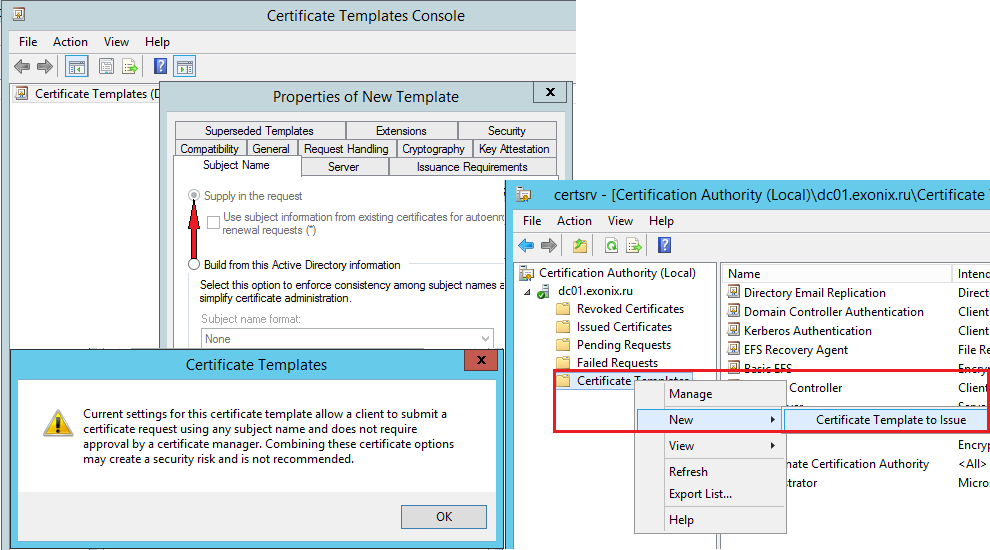 Certificate Templates Console
File Action View Help
Certificate Templates (D
Properties of New Template
x
Superseded Templates Extensions Security
Compatibility General Request Handling Cryptography Key Attestation
Subject Name Server Issuance Requirements
Supply in the request
Use subject information from existing certificates for autoenro
renewal requests (*)
Build from this Active Directory information
Select this option to enforce consistency among subject names a
simplify certificate administration.
Subject name format:
None
Certificate Templates
x
Current settings for this certificate template allow a client to submit a
certificate request using any subject name and does not require
approval by a certificate manager. Combining these certificate options
may create a security risk and is not recommended.
OK
certsrv - [Certification Authority (Local)\dc01.exonix.ru\Certificate T
File Action View Help
Certification Authority (Local)
dc01.exonix.ru
Revoked Certificates
Issued Certificates
Pending Requests
Failed Requests
Certificate Templates
Name Intend
Directory Email Replication Direct
Domain Controller Authentication Client
Kerberos Authentication Client
EFS Recovery Agent File Re
Basic EFS Encryp
Controller Client
Encryp
nate Certification Authority <All>
istrator Micros
Manage
New
Certificate Template to Issue
View
Refresh
Export List...
Help